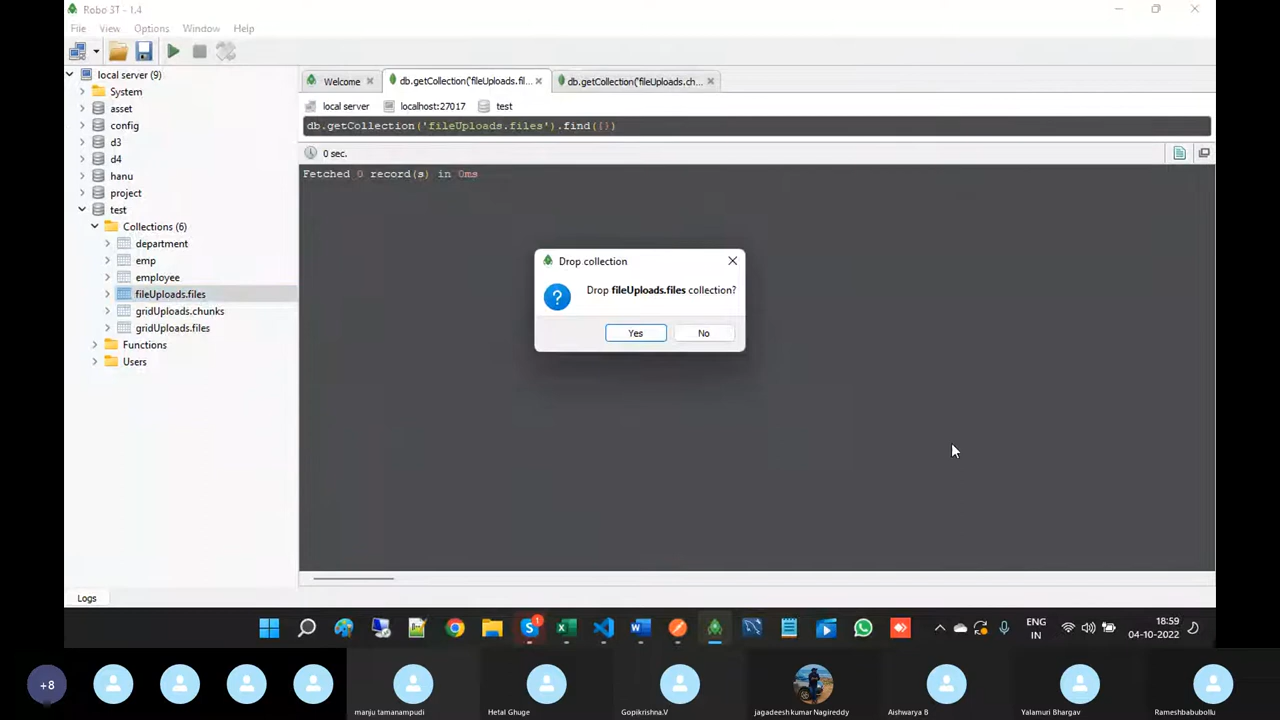 Robo 3T - 1.4
File View Options Window Help
local server (9)
System
asset
config
d3
d4
hanu
project
test
Collections (6)
department
emp
employee
fileUploads.files
gridUploads.chunks
gridUploads.files
Functions
Users
Logs
Welcome
db.getCollection('fileUploads.fil...
db.getCollection('fileUploads.ch...
local server localhost:27017 test
db.getCollection('fileUploads.files').find({})
0 sec.
Fetched 0 record(s) in 0ms
Drop collection
Drop fileUploads.files collection?
Yes No
1
ENG
IN
18:59
04-10-2022
+8
manju tamanampudi
Hetal Ghuge
Gopikrishna.V
jagadeesh kumar Nagireddy
Aishwarya B
Yalamuri Bhargav
Rameshbabubollu